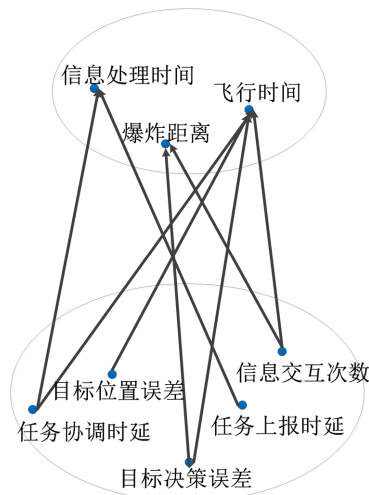 信息处理时间
飞行时间
爆炸距离
信息交互次数
目标位置误差
任务上报时延
任务协调时延
目标决策误差